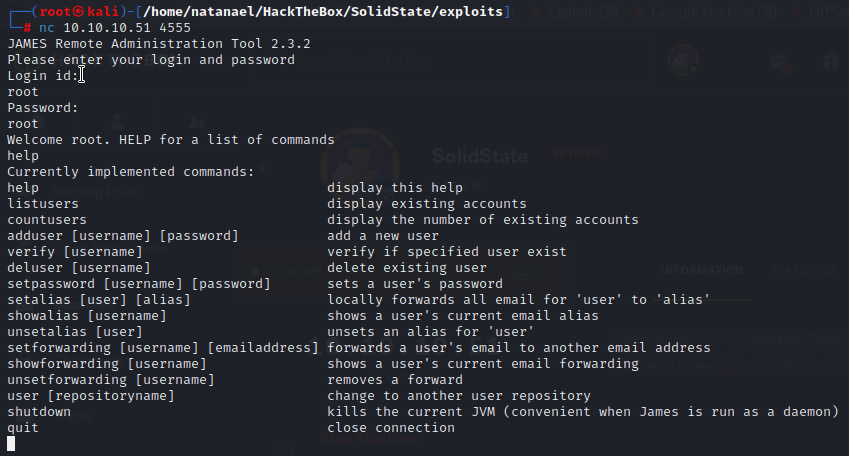 (root㉿kali)-[/home/natanael/HackTheBox/SolidState/exploits]
# nc 10.10.10.51 4555
JAMES Remote Administration Tool 2.3.2
Please enter your login and password
Login id:
root
Password:
root
Welcome root. HELP for a list of commands
help
Currently implemented commands:
help display this help
listusers display existing accounts
countusers display the number of existing accounts
adduser [username] [password] add a new user
verify [username] verify if specified user exist
deluser [username] delete existing user
setpassword [username] [password] sets a user's password
setalias [user] [alias] locally forwards all email for 'user' to 'alias'
showalias [username] shows a user's current email alias
unsetalias [user] unsets an alias for 'user'
setforwarding [username] [emailaddress] forwards a user's email to another email address
showforwarding [username] shows a user's current email forwarding
unsetforwarding [username] removes a forward
user [repositoryname] change to another user repository
shutdown kills the current JVM (convenient when James is run as a daemon)
quit close connection
SolidState
RETIRED
INFORMATION